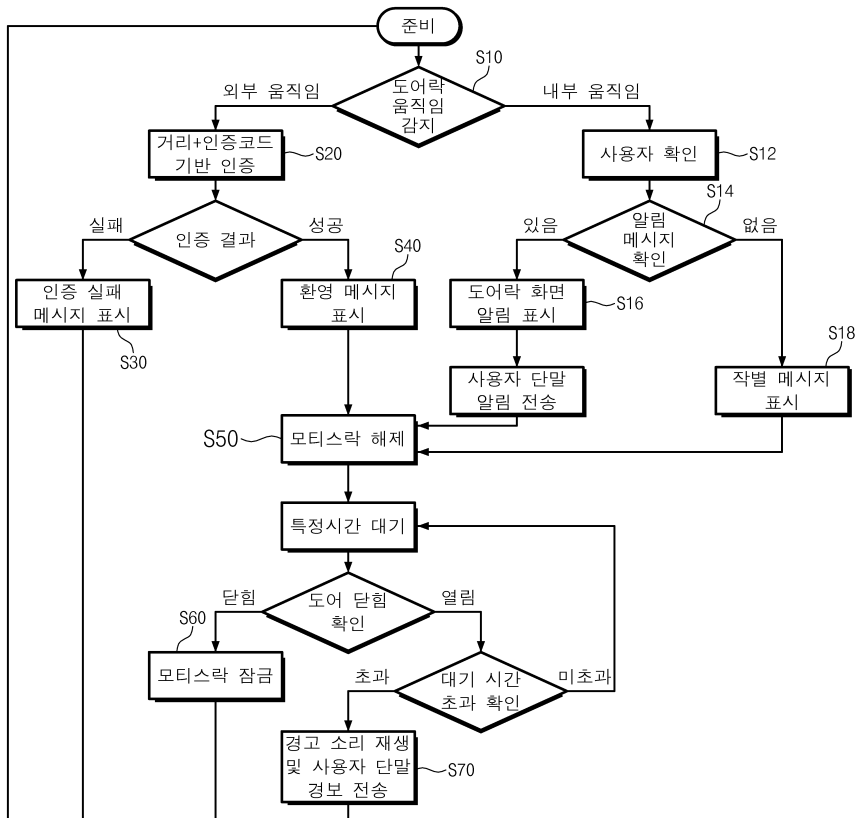 준비
S10
도어락
움직임
감지
외부 움직임
내부 움직임
거리+인증코드
기반 인증
S20
사용자 확인
S12
S14
실패
인증 결과
성공
있음
알림
메시지
확인
없음
S40
인증 실패
메시지 표시
S30
환영 메시지
표시
도어락 화면
알림 표시
S16
S18
사용자 단말
알림 전송
작별 메시지
표시
S50
모티스락 해제
특정시간 대기
닫힘
도어 닫힘
확인
열림
S60
모티스락 잠금
초과
대기 시간
초과 확인
미초과
경고 소리 재생
및 사용자 단말
경보 전송
S70